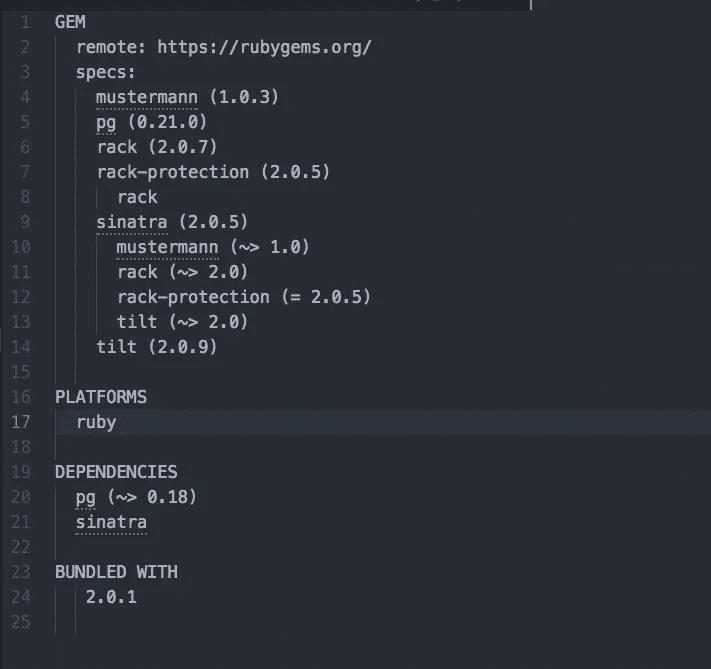 1 GEM
2 remote: https://rubygems.org/
3 specs:
4 mustermann (1.0.3)
5 pg (0.21.0)
6 rack (2.0.7)
7 rack-protection (2.0.5)
8 rack
9 sinatra (2.0.5)
10 mustermann (~> 1.0)
11 rack (~> 2.0)
12 rack-protection (= 2.0.5)
13 tilt (~> 2.0)
14 tilt (2.0.9)
15
16 PLATFORMS
17 ruby
18
19 DEPENDENCIES
20 pg (~> 0.18)
21 sinatra
22
23 BUNDLED WITH
24 2.0.1
25